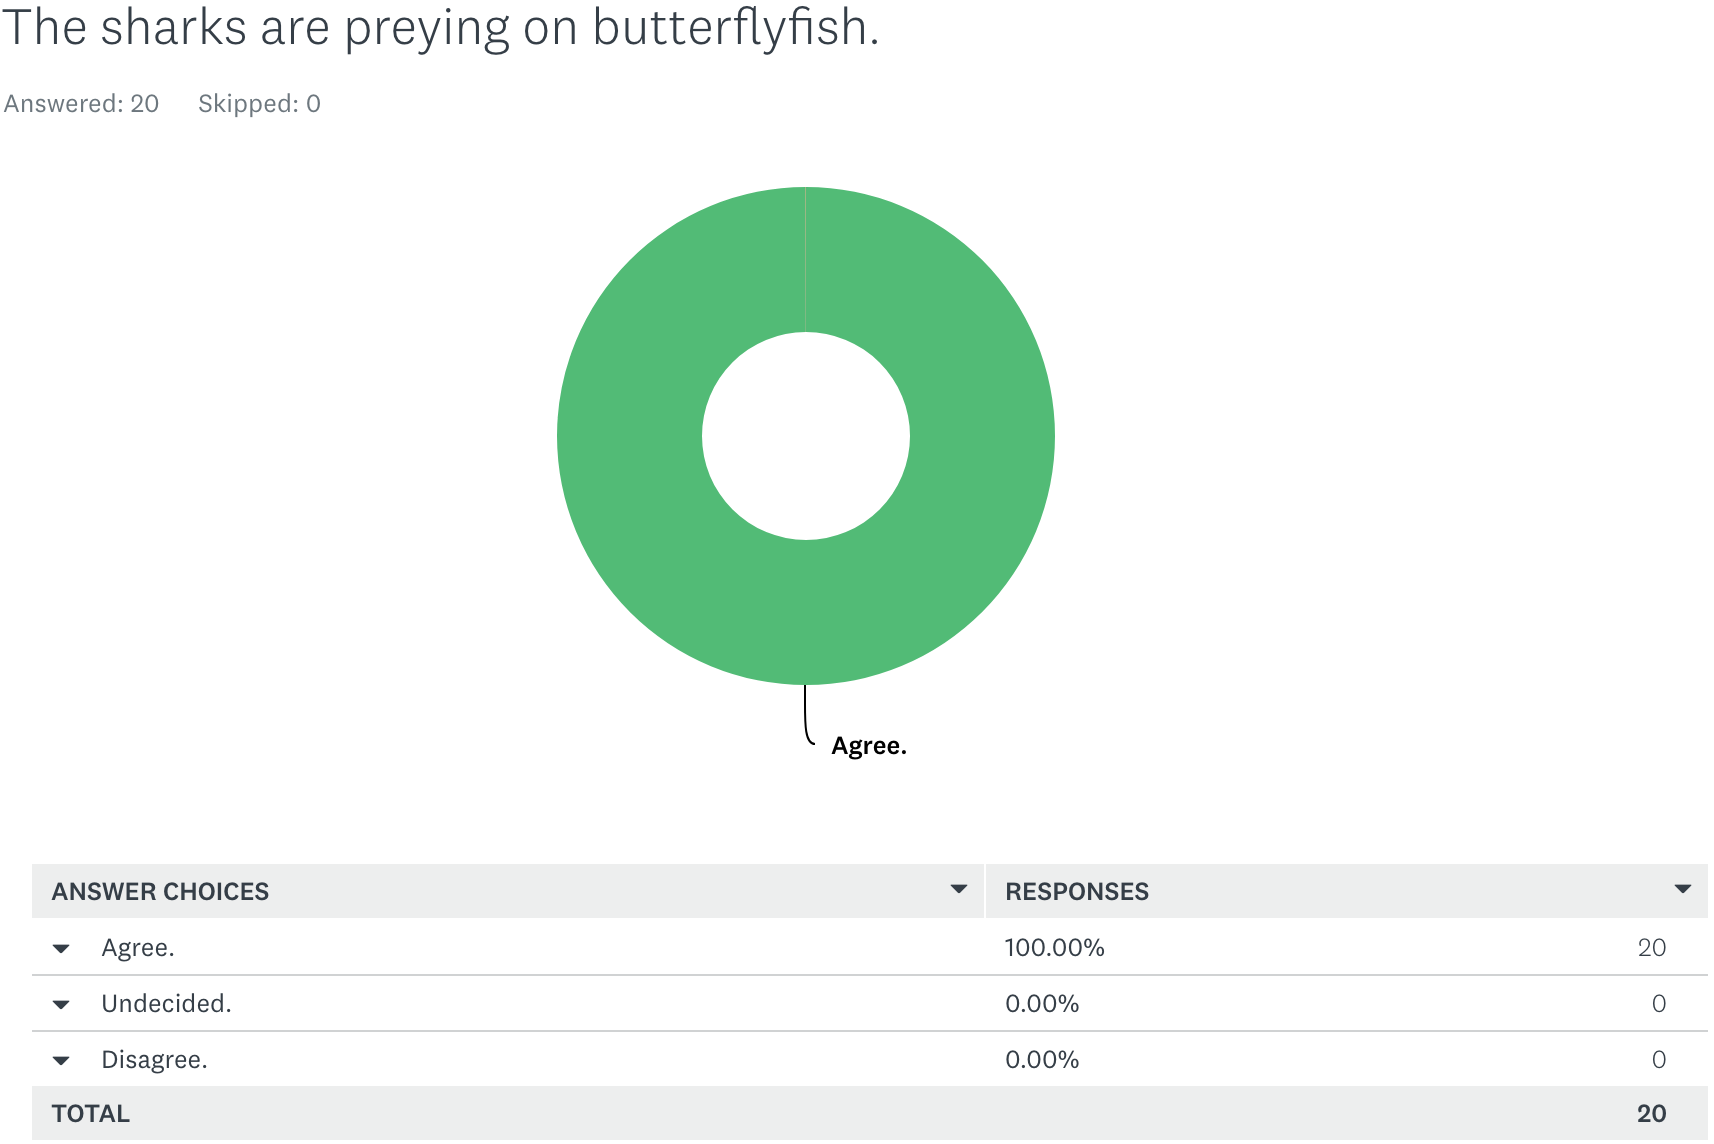 The sharks are preying on butterflyfish.
Answered: 20 Skipped: 0
Agree.
ANSWER CHOICES RESPONSES
Agree. 100.00% 20
Undecided. 0.00% 0
Disagree. 0.00% 0
TOTAL 20